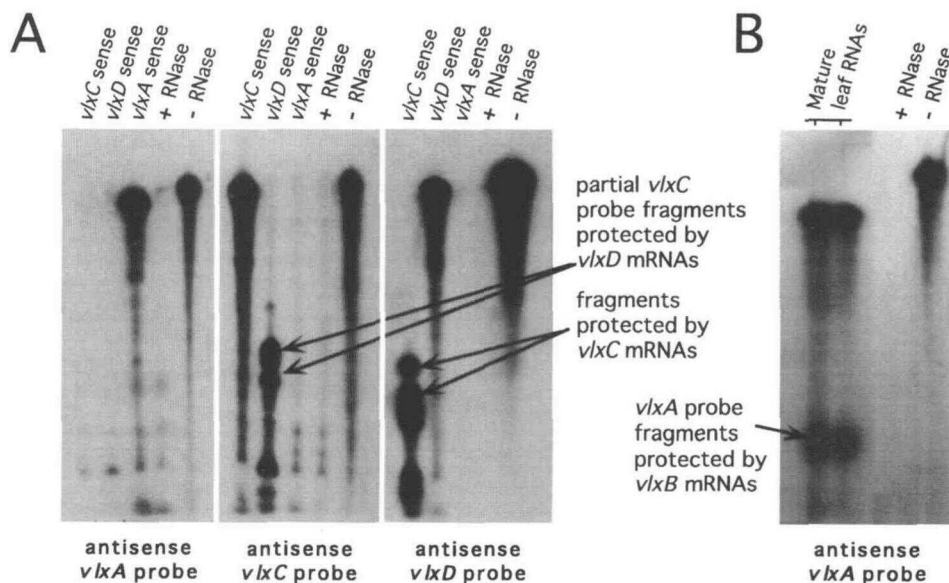 A
vlxC sense
vlxD sense
vlxA sense
+ RNase
- RNase
vlxC sense
vlxD sense
vlxA sense
+ RNase
- RNase
vlxC sense
vlxD sense
vlxA sense
+ RNase
- RNase
partial vlxC
probe fragments
protected by
vlxD mRNAs
fragments
protected by
vlxC mRNAs
antisense
vlxA probe
antisense
vlxC probe
antisense
vlxD probe
B
Mature
leaf RNAs
+ RNase
- RNase
vlxA probe
fragments
protected by
vlxB mRNAs
antisense
vlxA probe